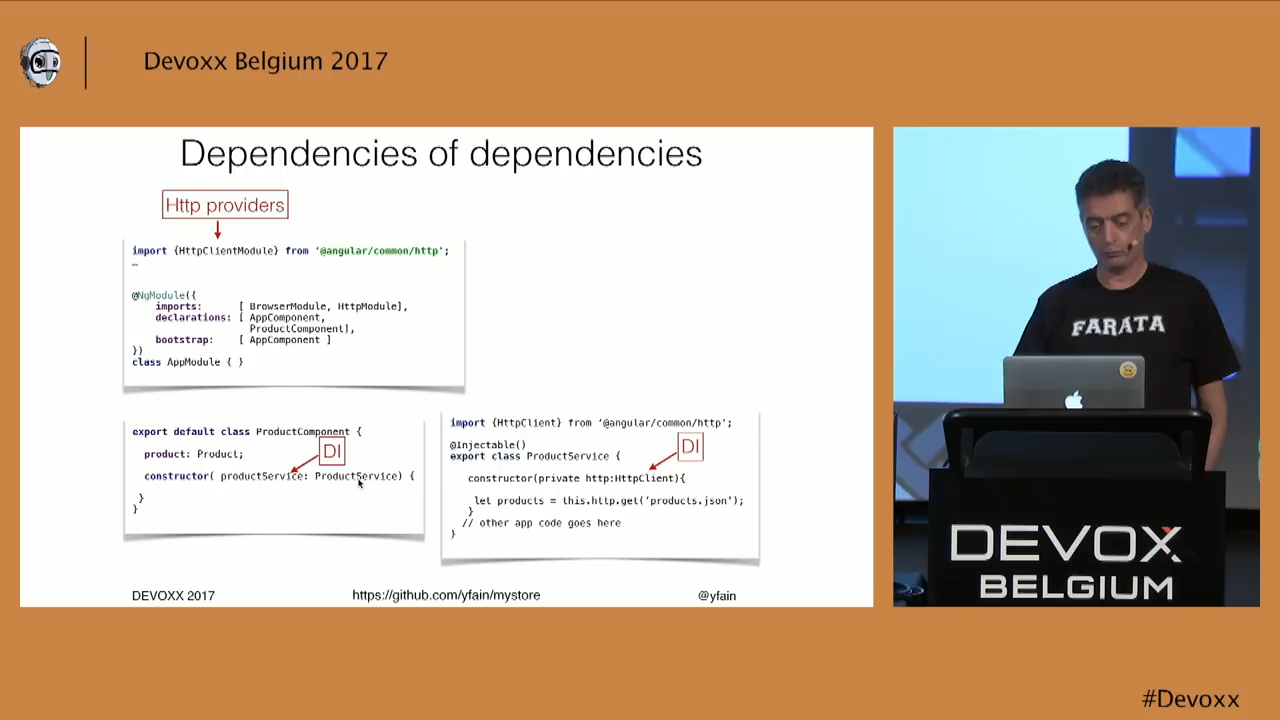 Devoxx Belgium 2017
Dependencies of dependencies
Http providers
import {HttpClientModule} from '@angular/common/http';
…
@NgModule({
imports: [ BrowserModule, HttpModule],
declarations: [ AppComponent,
ProductComponent],
bootstrap: [ AppComponent ]
})
class AppModule { }
export default class ProductComponent {
DI
product: Product;
constructor( productService: ProductService) {
}
}
import {HttpClient} from '@angular/common/http';
@Injectable()
DI
export class ProductService {
constructor(private http:HttpClient){
let products = this.http.get('products.json');
}
// other app code goes here
}
DEVOXX 2017
https://github.com/yfain/mystore
@yfain
FARATA
DEVOXX
BELGIUM
#Devoxx